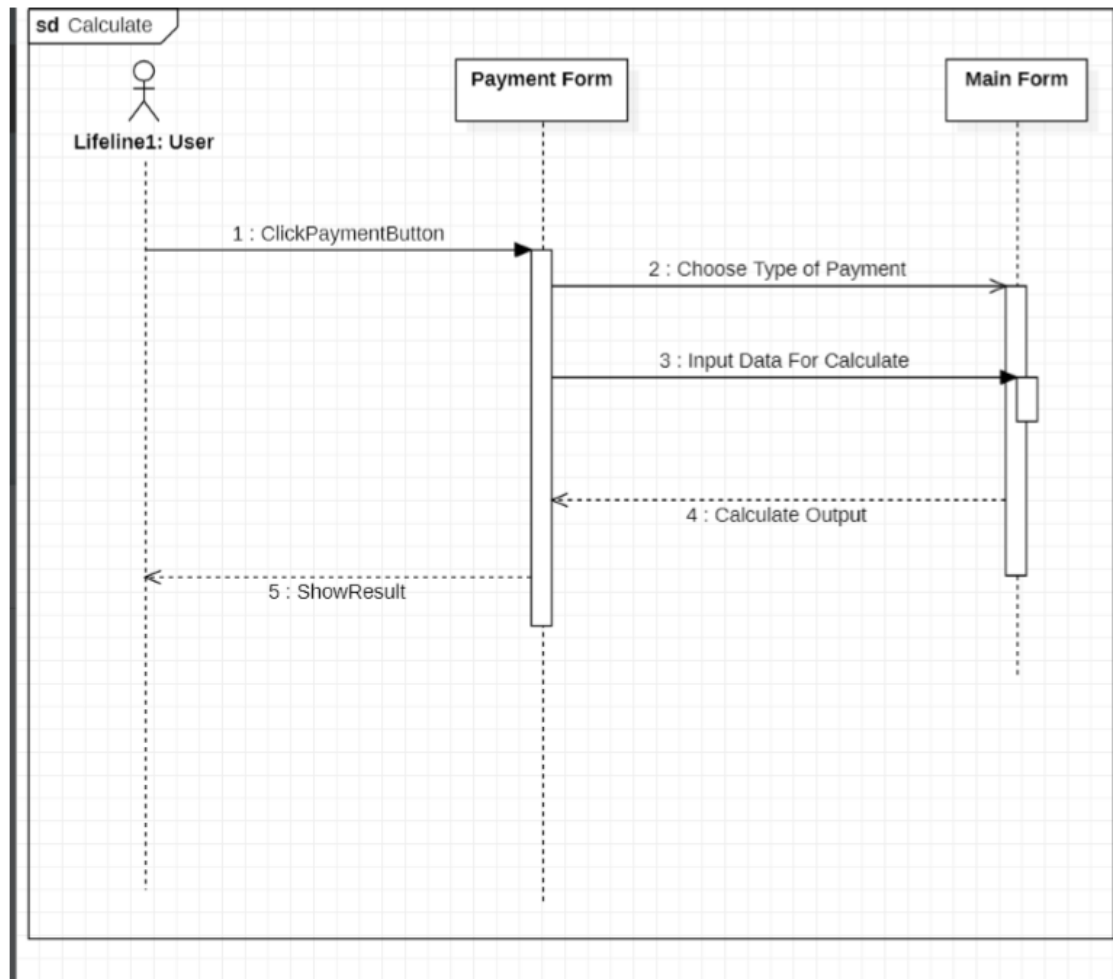 sd Calculate
Payment Form
Main Form
Lifeline1: User
1 : ClickPaymentButton
2 : Choose Type of Payment
3 : Input Data For Calculate
4 : Calculate Output
5 : ShowResult